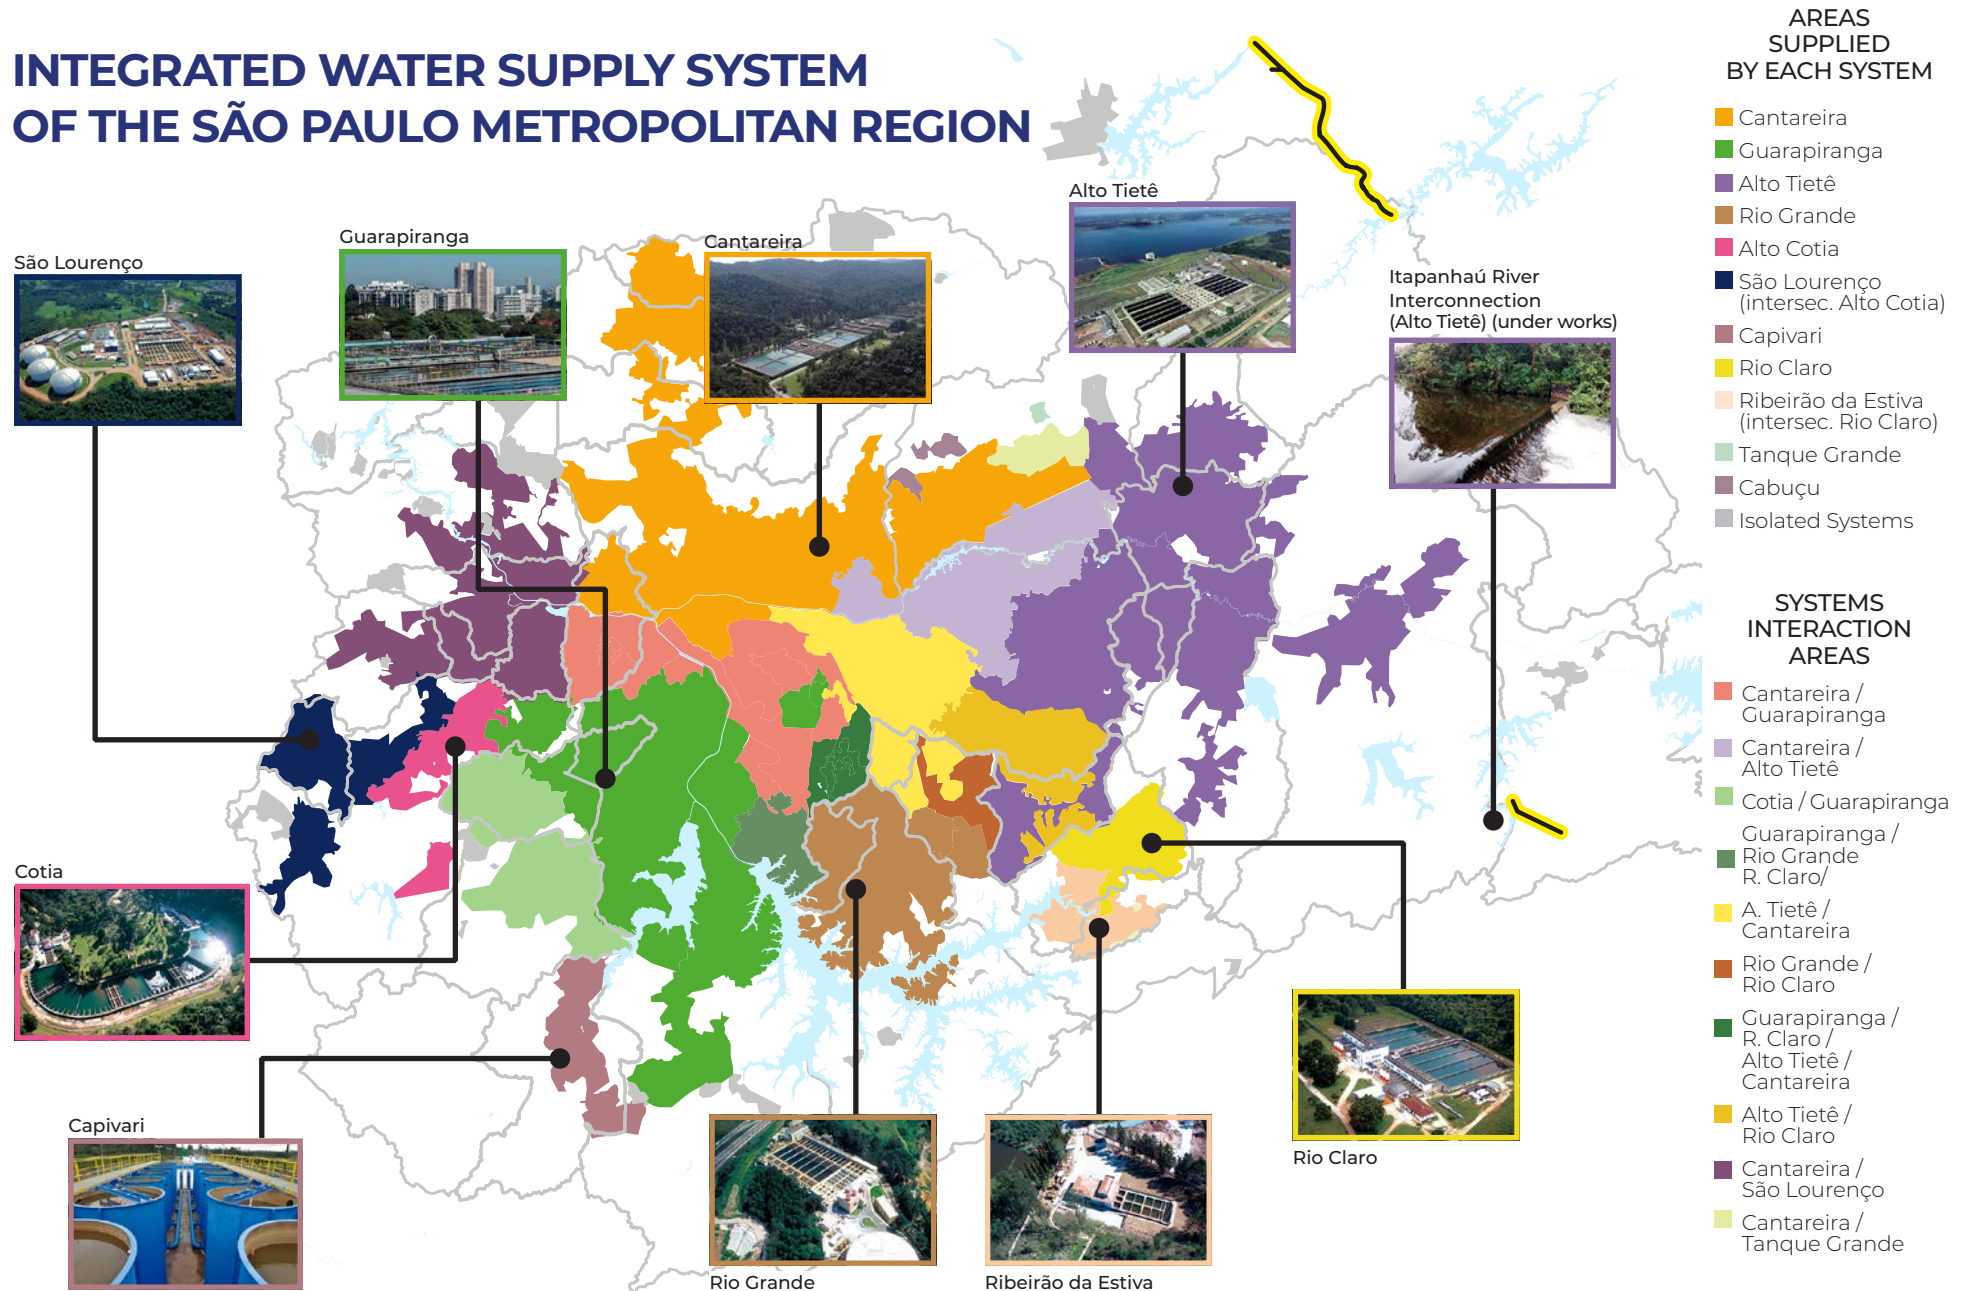 INTEGRATED WATER SUPPLY SYSTEM
OF THE SÃO PAULO METROPOLITAN REGION
São Lourenço
Guarapiranga
Cantareira
Alto Tietê
Itapanhaú River
Interconnection
(Alto Tietê) (under works)
Cotia
Capivari
Rio Grande
Ribeirão da Estiva
Rio Claro
AREAS
SUPPLIED
BY EACH SYSTEM
Cantareira
Guarapiranga
Alto Tietê
Rio Grande
Alto Cotia
São Lourenço
(intersec. Alto Cotia)
Capivari
Rio Claro
Ribeirão da Estiva
(intersec. Rio Claro)
Tanque Grande
Cabuçu
Isolated Systems
SYSTEMS
INTERACTION
AREAS
Cantareira /
Guarapiranga
Cantareira /
Alto Tietê
Cotia / Guarapiranga
Guarapiranga /
Rio Grande
R. Claro/
A. Tietê /
Cantareira
Rio Grande /
Rio Claro
Guarapiranga /
R. Claro /
Alto Tietê /
Cantareira
Alto Tietê /
Rio Claro
Cantareira /
São Lourenço
Cantareira /
Tanque Grande